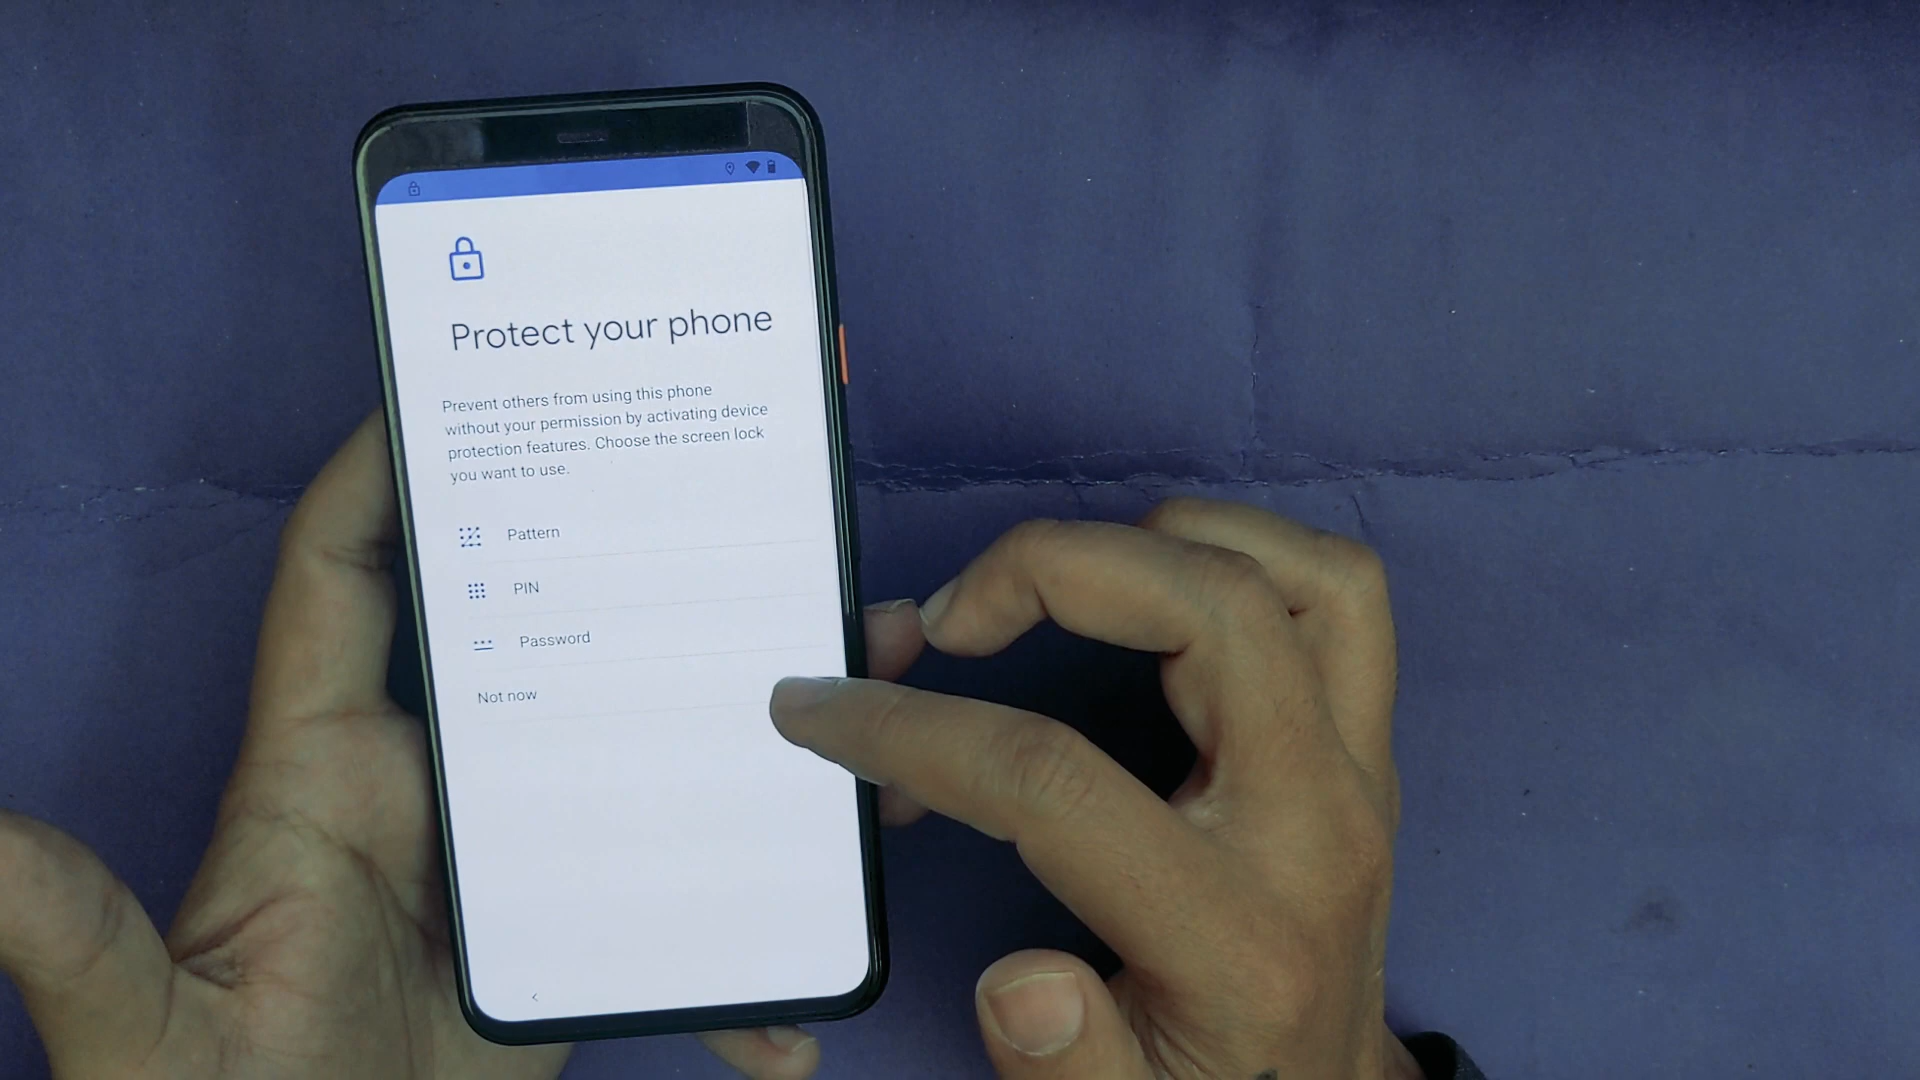 Protect your phone
Prevent others from using this phone
without your permission by activating device
protection features. Choose the screen lock
you want to use.
Pattern
PIN
Password
Not now